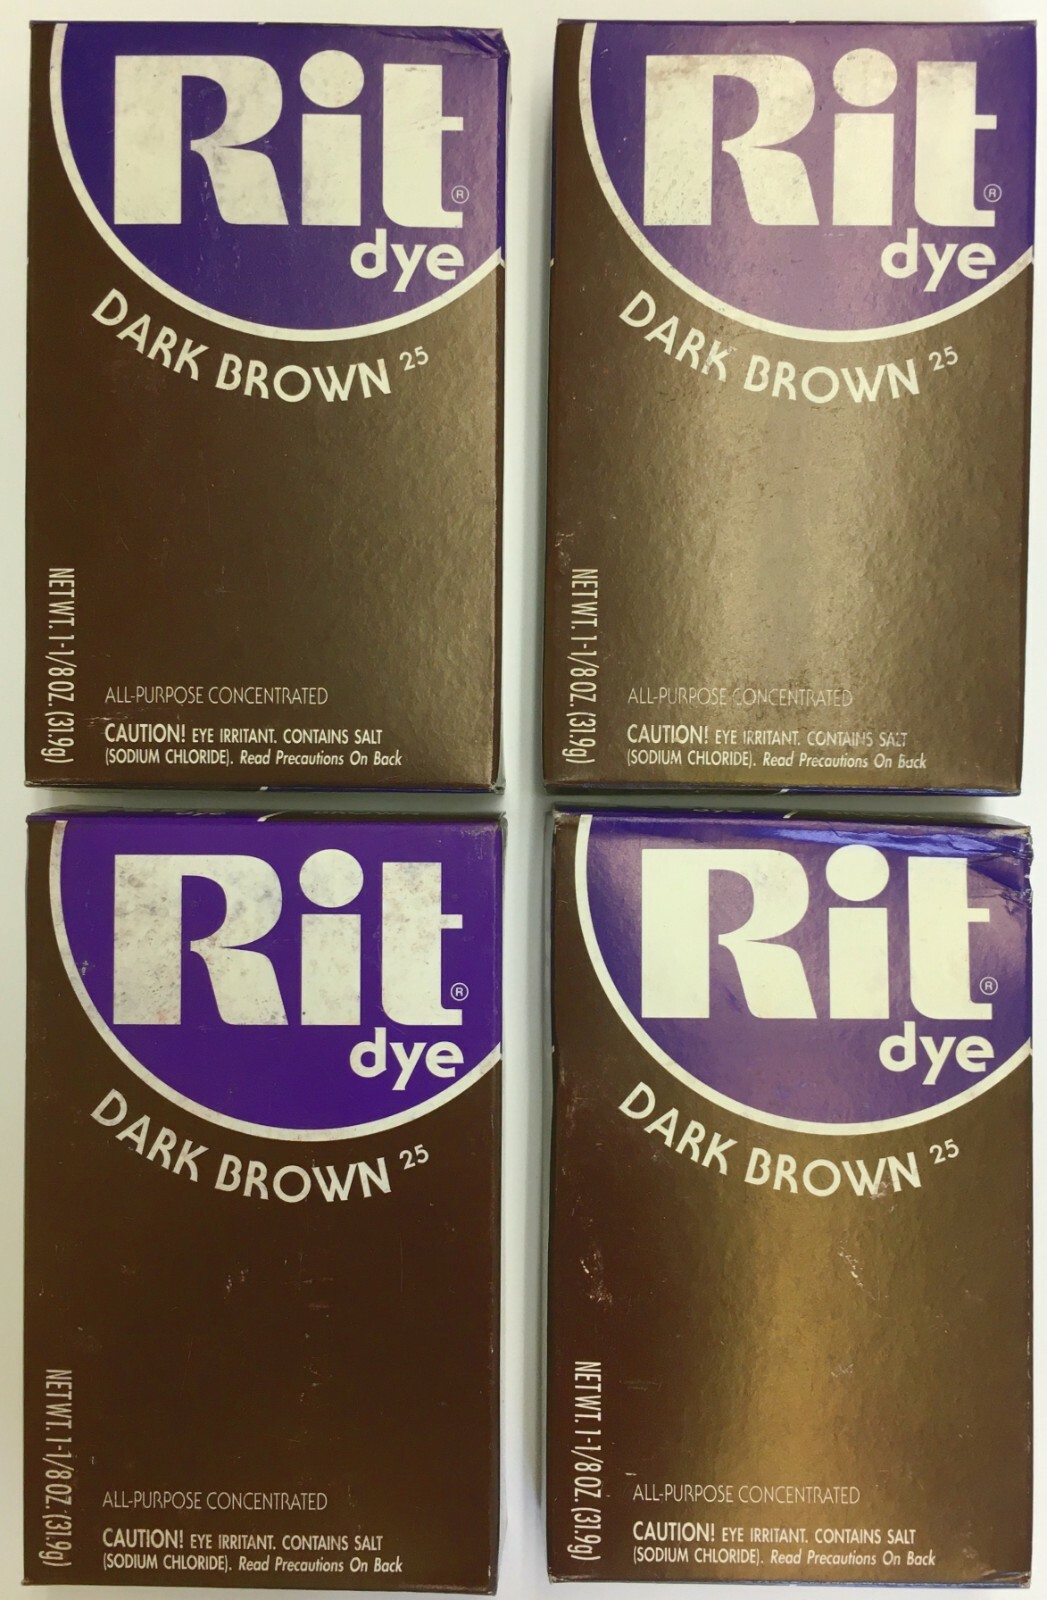 Rit®
dye
DARK BROWN 25
NET WT. 1-1/8 OZ. (31.9g)
ALL-PURPOSE CONCENTRATED
CAUTION! EYE IRRITANT. CONTAINS SALT
(SODIUM CHLORIDE). Read Precautions On Back
Rit®
dye
DARK BROWN 25
NET WT. 1-1/8 OZ. (31.9g)
ALL-PURPOSE CONCENTRATED
CAUTION! EYE IRRITANT. CONTAINS SALT
(SODIUM CHLORIDE). Read Precautions On Back
Rit®
dye
DARK BROWN 25
NET WT. 1-1/8 OZ. (31.9g)
ALL-PURPOSE CONCENTRATED
CAUTION! EYE IRRITANT. CONTAINS SALT
(SODIUM CHLORIDE). Read Precautions On Back
Rit®
dye
DARK BROWN 25
NET WT. 1-1/8 OZ. (31.9g)
ALL-PURPOSE CONCENTRATED
CAUTION! EYE IRRITANT. CONTAINS SALT
(SODIUM CHLORIDE). Read Precautions On Back